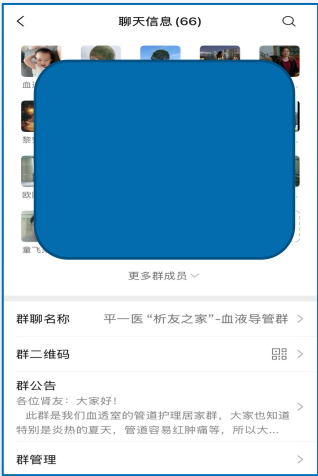 聊天信息(66)
更多群成员
群聊名称 平一医“析友之家”-血液导管群
群二维码
群公告
各位肾友：大家好!
此群是我们血透室的管道护理居家群，大家也知道
特别是炎热的夏天，管道容易红肿痛等，所以大...
群管理